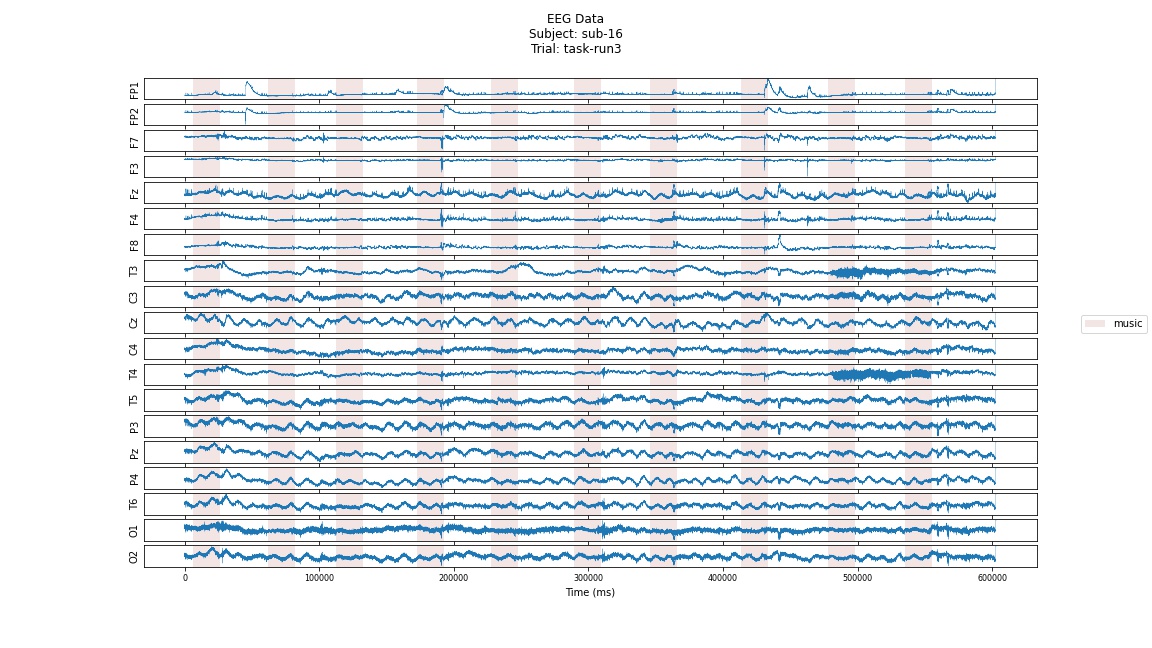 EEG Data
Subject: sub-16
Trial: task-run3
FP1
FP2
F7
F3
Fz
F4
F8
T3
C3
Cz
C4
T4
T5
P3
Pz
P4
T6
O1
O2
0 100000 200000 300000 400000 500000 600000
Time (ms)
music